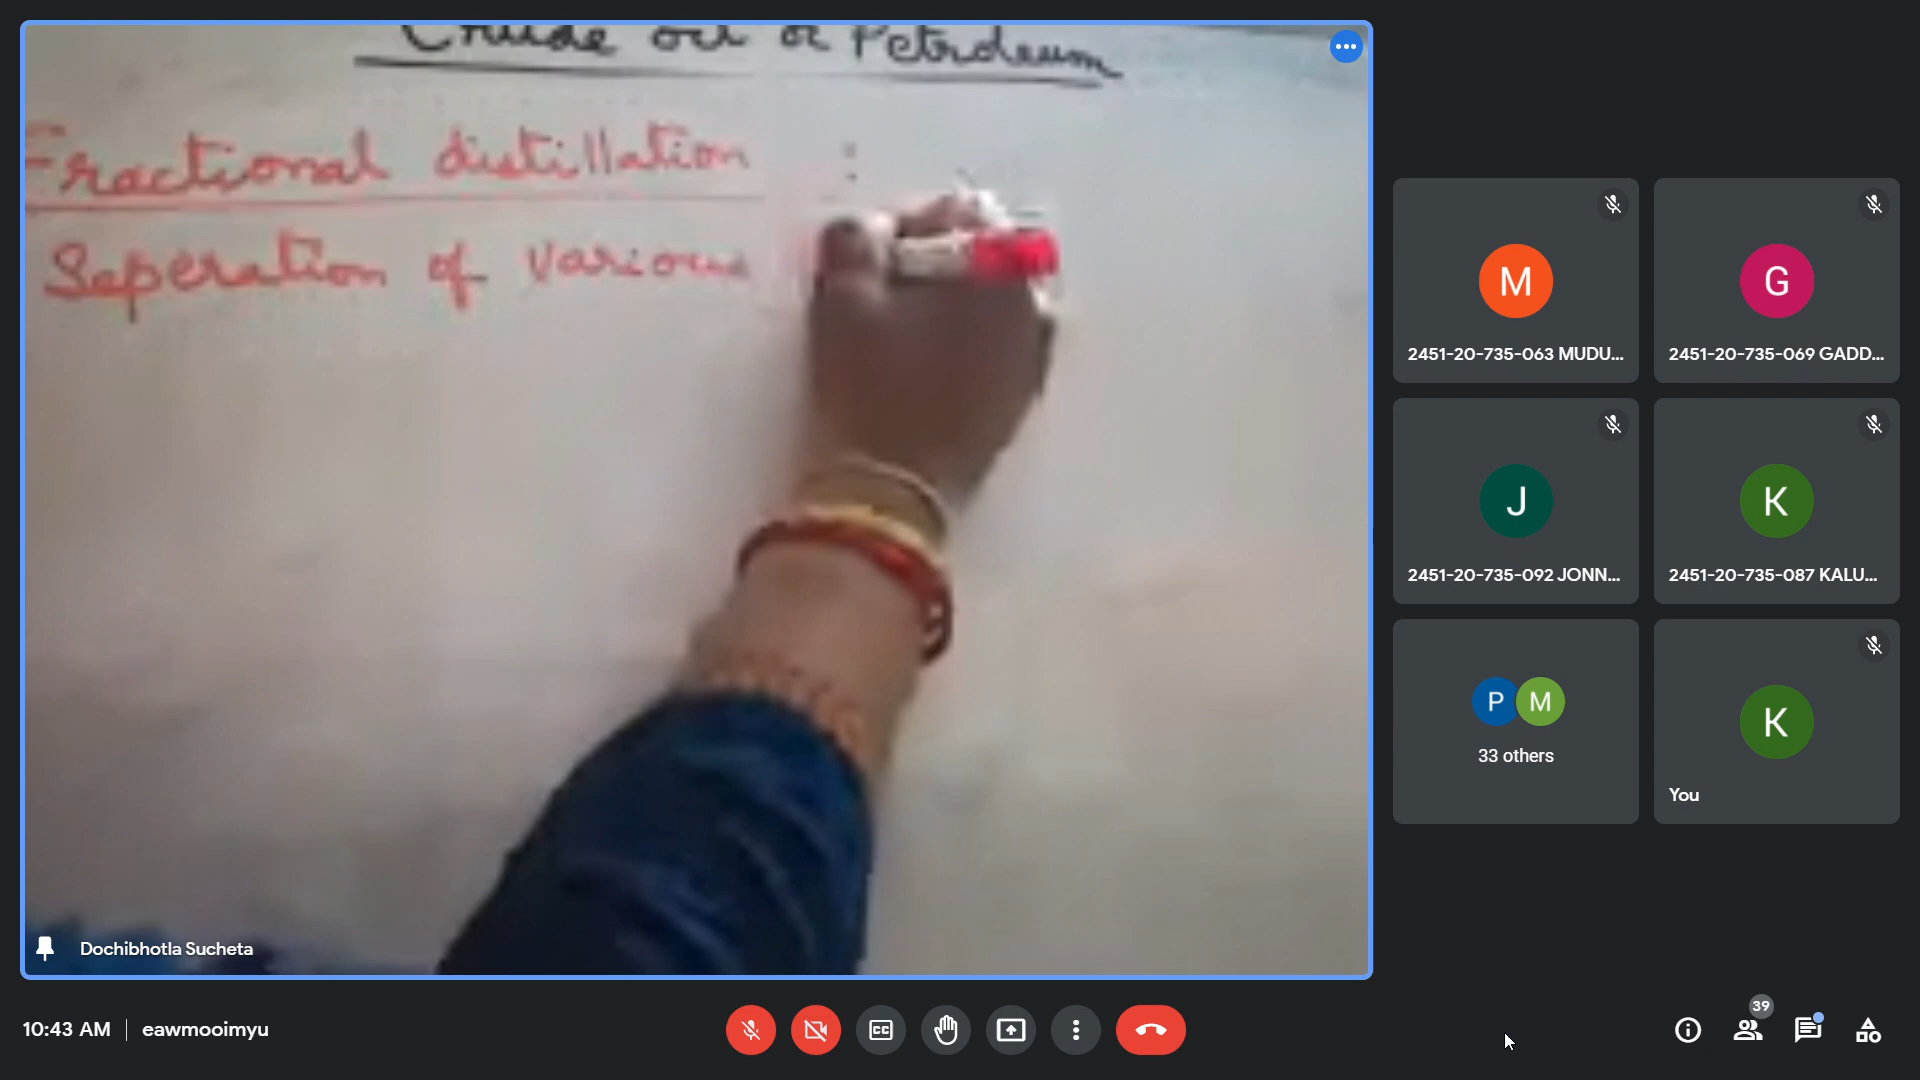 Crude oil or Petroleum
Fractional distillation :
Seperation of various
Dochibhotla Sucheta
M
2451-20-735-063 MUDU...
G
2451-20-735-069 GADD...
J
2451-20-735-092 JONN...
K
2451-20-735-087 KALU...
P M
33 others
K
You
10:43 AM | eawmooimyu
CC
39